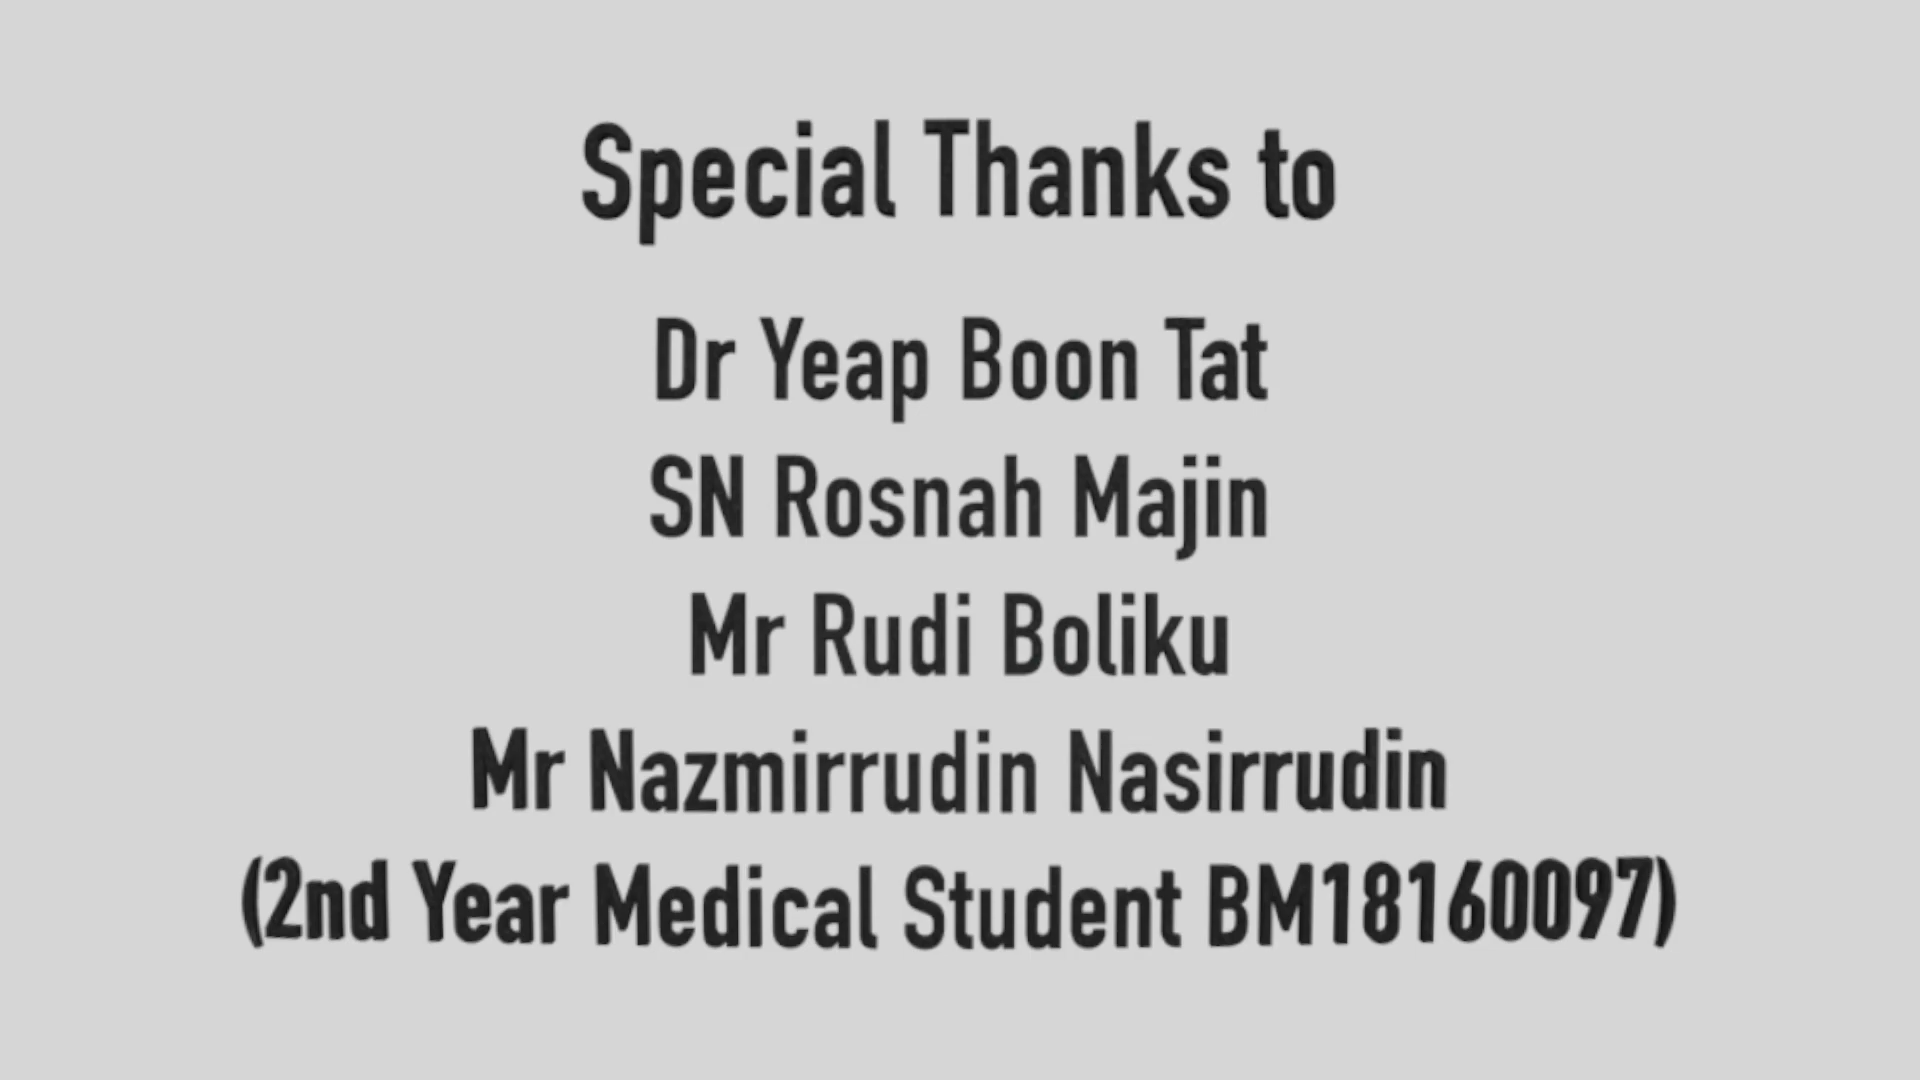 Special Thanks to
Dr Yeap Boon Tat
SN Rosnah Majin
Mr Rudi Boliku
Mr Nazmirrudin Nasirrudin
(2nd Year Medical Student BM18160097)